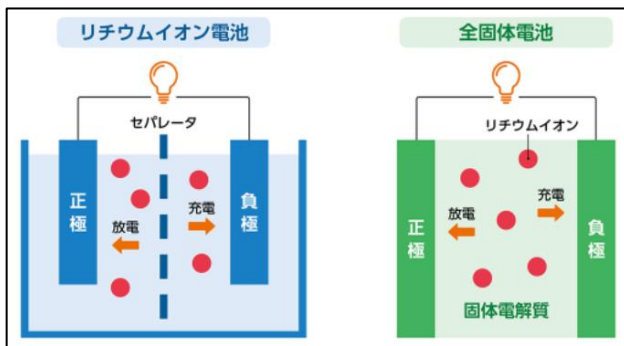 リチウムイオン電池
セパレータ
正極
放電
充電
負極
全固体電池
リチウムイオン
正極
放電
充電
負極
固体電解質